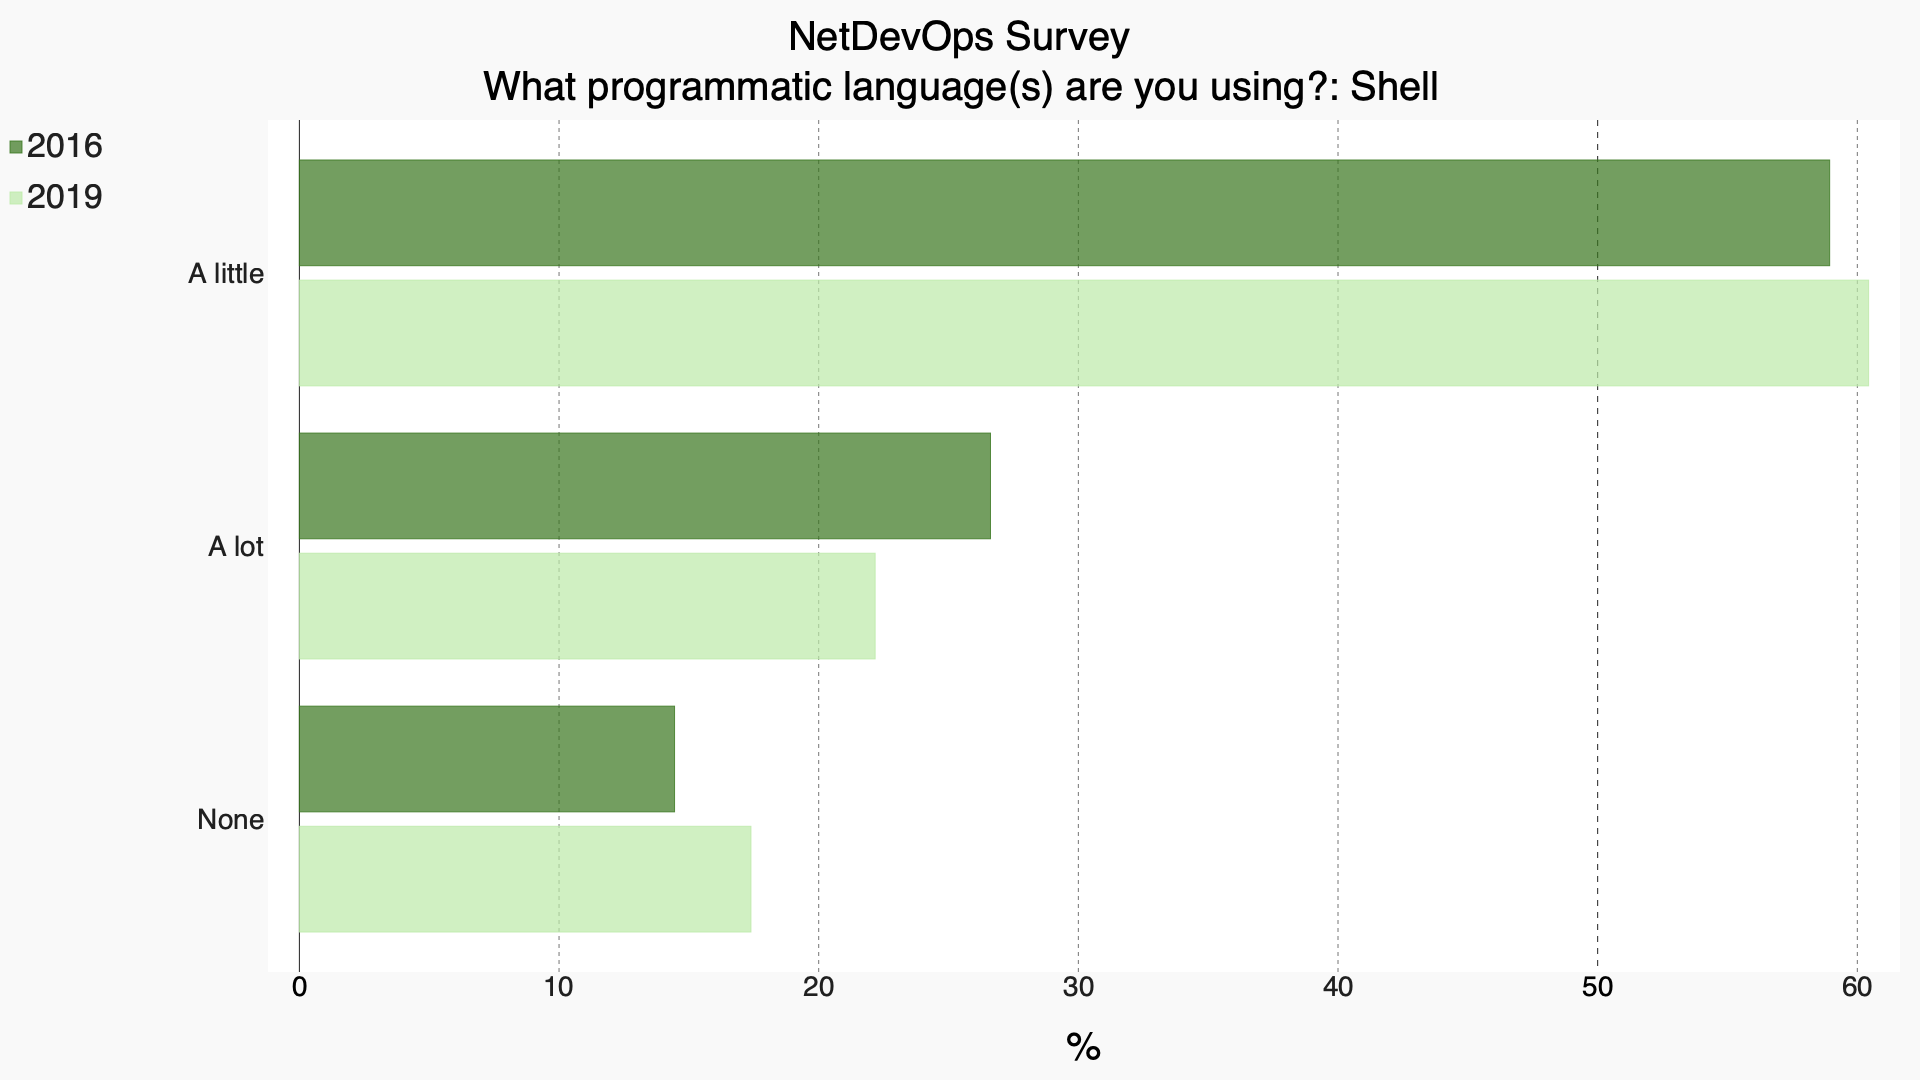 NetDevOps Survey
What programmatic language(s) are you using?: Shell
2016
2019
A little
A lot
None
0 10 20 30 40 50 60
%